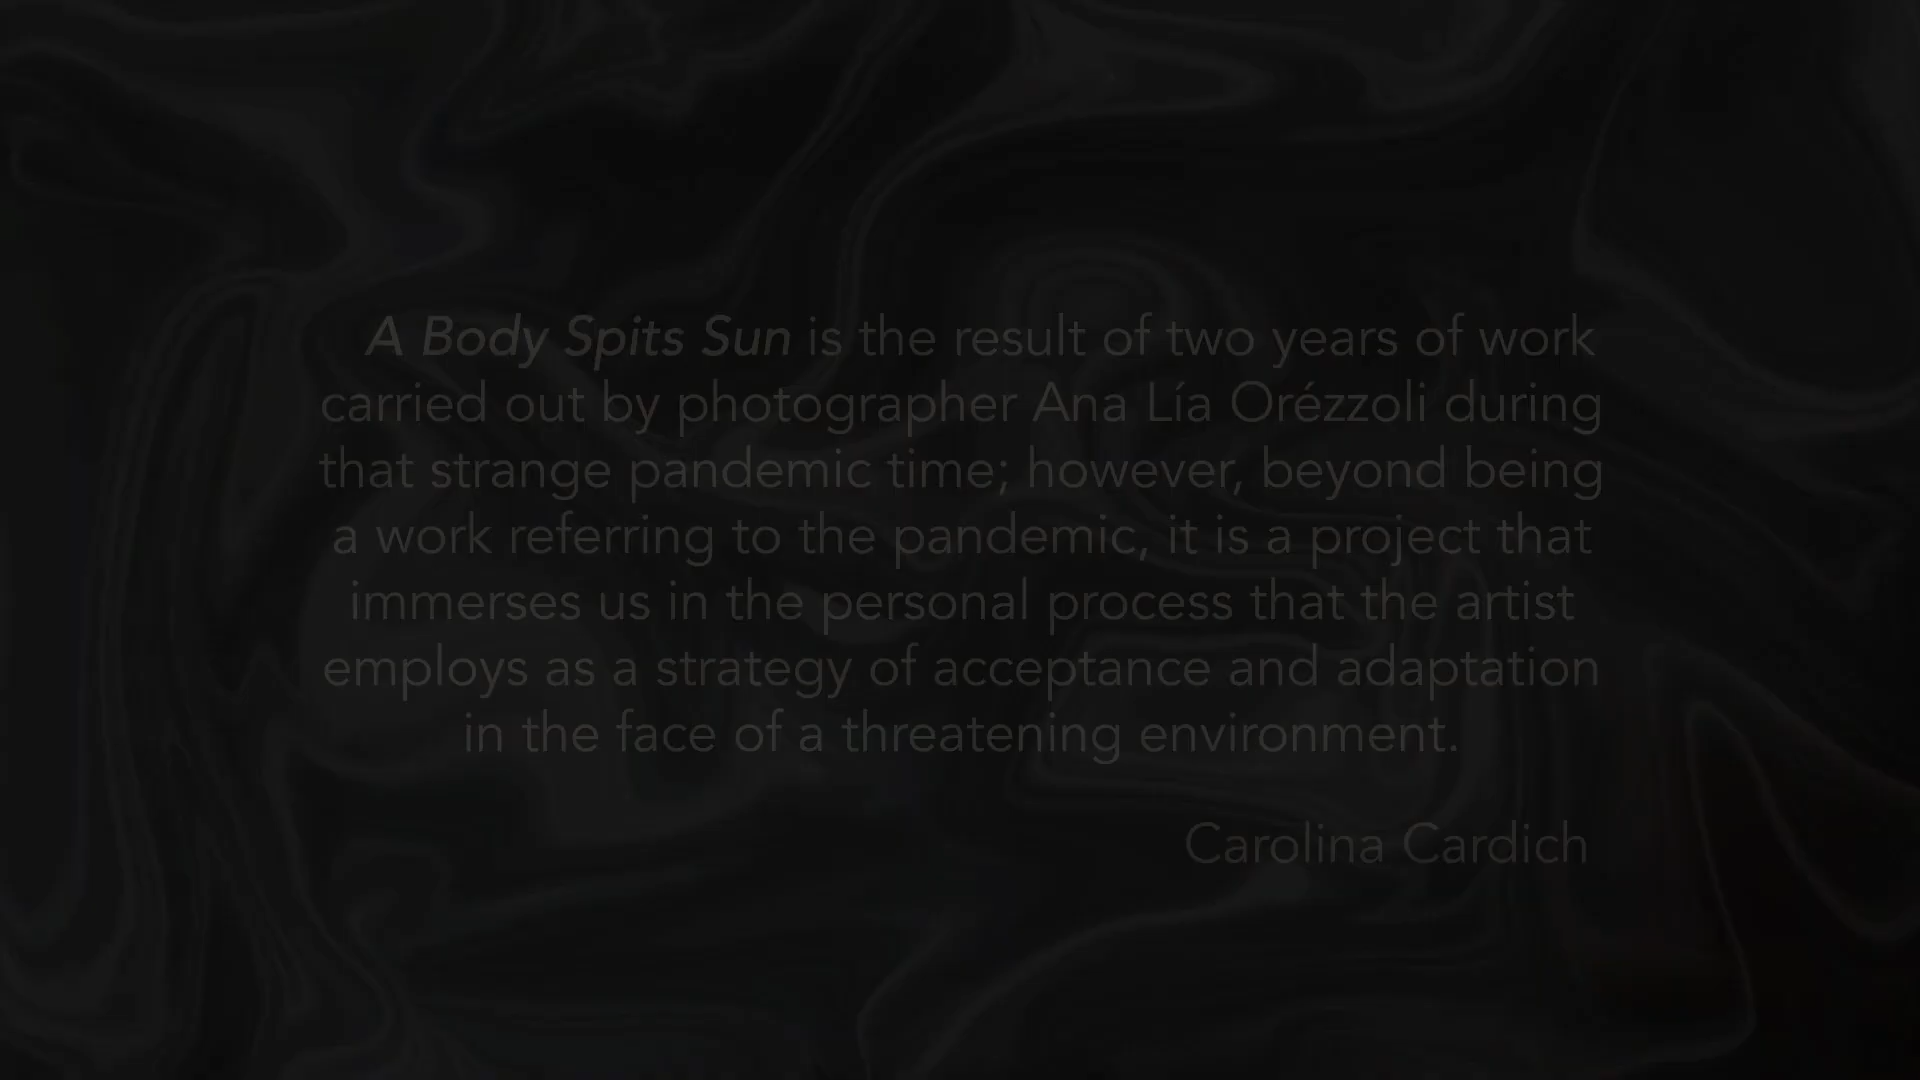 A Body Spits Sun is the result of two years of work
carried out by photographer Ana Lía Orézzoli during
that strange pandemic time; however, beyond being
a work referring to the pandemic, it is a project that
immerses us in the personal process that the artist
employs as a strategy of acceptance and adaptation
in the face of a threatening environment.
Carolina Cardich